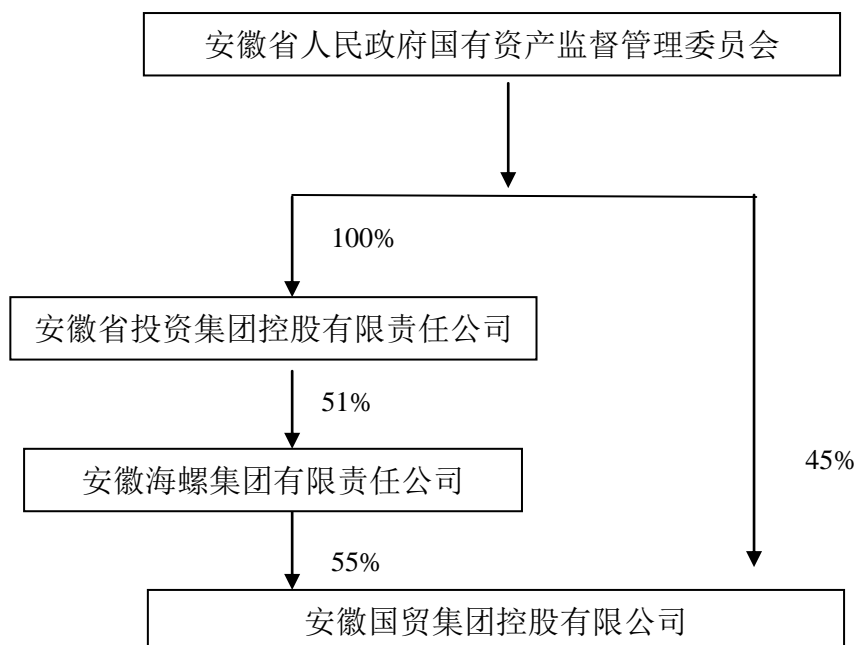 安徽省人民政府国有资产监督管理委员会
100%
安徽省投资集团控股有限责任公司
51%
安徽海螺集团有限责任公司
45%
55%
安徽国贸集团控股有限公司